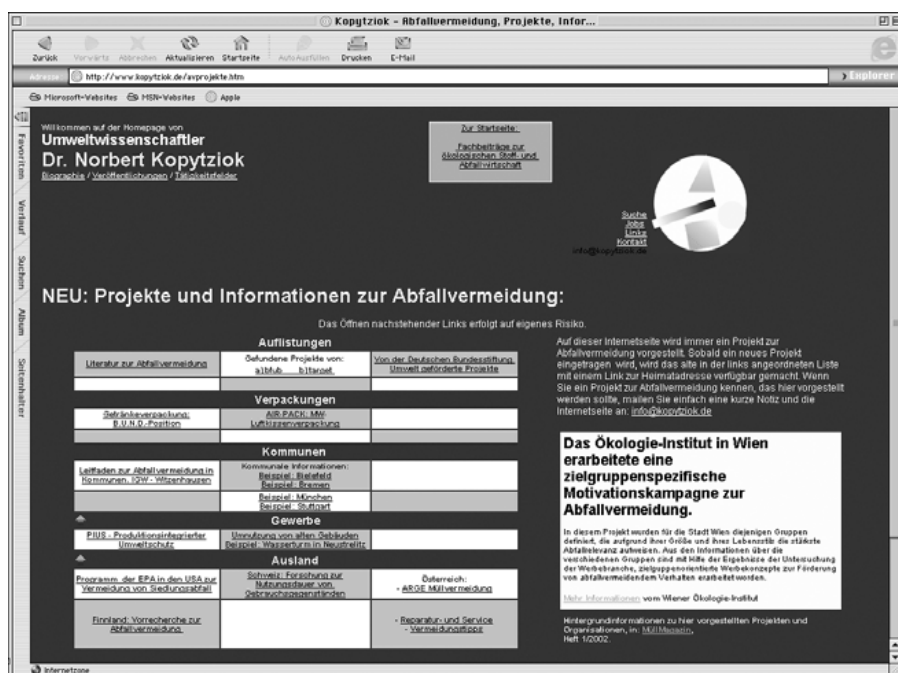 Kopytziok - Abfallvermeidung, Projekte, Infor...
Zurück Vorwärts Abbrechen Aktualisieren Startseite AutoAusfüllen Drucken E-Mail
Adresse http://www.kopytziok.de/avprojekte.htm Explorer
Microsoft-Websites MSN-Websites Apple
Favoriten
Verlauf
Suchen
Album
Seitenhalter
Willkommen auf der Homepage von
Umweltwissenschaftler
Dr. Norbert Kopytziok
Biographie / Veröffentlichungen / Tätigkeitsfelder
Zur Startseite:
Fachbeiträge zur
ökologischen Stoff- und
Abfallwirtschaft
Suche
Jobs
Links
Kontakt
info@kopytziok.de
NEU: Projekte und Informationen zur Abfallvermeidung:
Das Öffnen nachstehender Links erfolgt auf eigenes Risiko.
Auflistungen
Literatur zur Abfallvermeidung
Gefundene Projekte von:
Von der Deutschen Bundesstiftung
Umwelt geförderte Projekte
Verpackungen
Getränkeverpackung:
B.U.N.D.-Position
AIR-PACK: MW-
Luftkissenverpackung
Kommunen
Leitfaden zur Abfallvermeidung in
Kommunen. IGW - Witzenhausen
Kommunale Informationen:
Beispiel: Bielefeld
Beispiel: Bremen
Beispiel: München
Beispiel: Stuttgart
Gewerbe
PIUS - Produktionsintegrierter
Umweltschutz
Umnutzung von alten Gebäuden
Beispiel: Wasserturm in Neustrelitz
Ausland
Programm der EPA in den USA zur
Vermeidung von Siedlungsabfall
Schweiz: Forschung zur
Nutzungsdauer von
Gebrauchsgegenständen
Österreich:
- ARGE Müllvermeidung
Finnland: Vorrecherche zur
Abfallvermeidung
- Reparatur- und Service
- Vermeidungstipps
Auf dieser Internetseite wird immer ein Projekt zur
Abfallvermeidung vorgestellt. Sobald ein neues Projekt
eingetragen wird, wird das alte in der links angeordneten Liste
mit einem Link zur Heimatadresse verfügbar gemacht. Wenn
Sie ein Projekt zur Abfallvermeidung kennen, das hier vorgestellt
werden sollte, mailen Sie einfach eine kurze Notiz und die
Internetseite an: info@kopytziok.de
Das Ökologie-Institut in Wien
erarbeitete eine
zielgruppenspezifische
Motivationskampagne zur
Abfallvermeidung.
In diesem Projekt wurden für die Stadt Wien diejenigen Gruppen
definiert, die aufgrund ihrer Größe und ihres Lebensstils die stärkste
Abfallrelevanz aufweisen. Aus den Informationen über die
verschiedenen Gruppen sind mit Hilfe der Ergebnisse der Untersuchung
der Werbebranche, zielgruppenorientierte Werbekonzepte zur Förderung
von abfallvermeidendem Verhalten erarbeitet worden.
Mehr Informationen vom Wiener Ökologie-Institut
Hintergrundinformationen zu hier vorgestellten Projekten und
Organisationen, in: MüllMagazin,
Heft 1/2002.
Internetzone